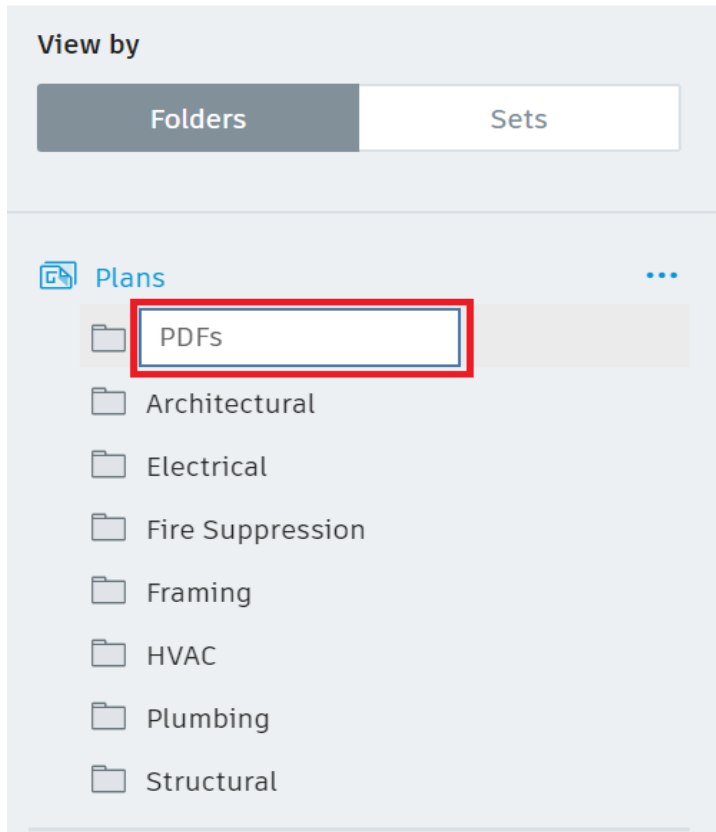 View by
Folders Sets
Plans
PDFs
Architectural
Electrical
Fire Suppression
Framing
HVAC
Plumbing
Structural